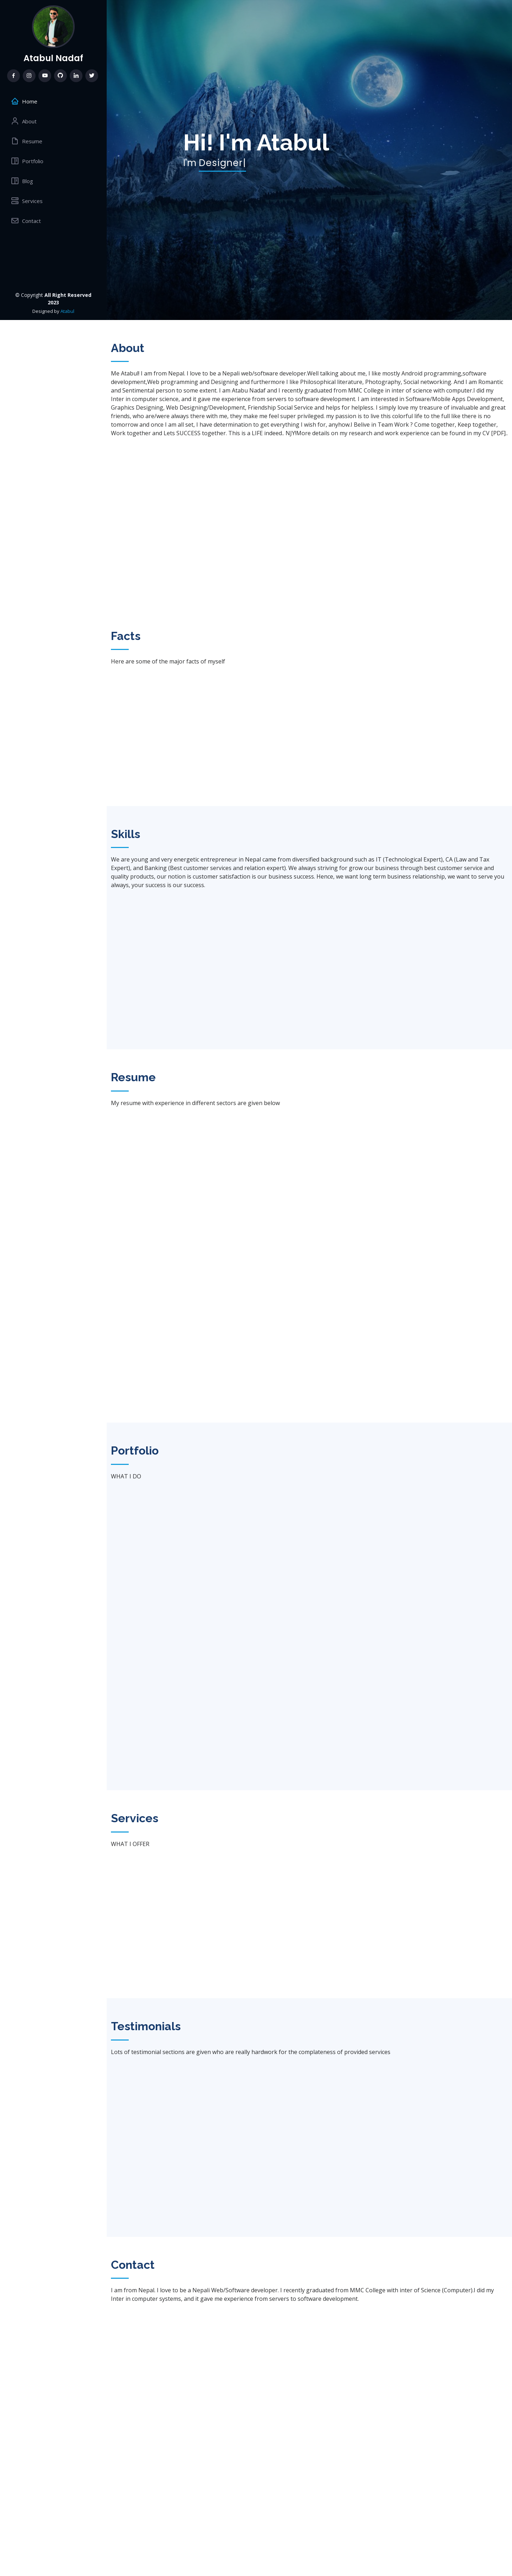 Atabul Nadaf
Home
About
Resume
Portfolio
Blog
Services
Contact
© Copyright All Right Reserved
2023
Designed by Atabul
Hi! I'm Atabul
I'm Designer|
About
Me Atabul! I am from Nepal. I love to be a Nepali web/software developer.Well talking about me, I like mostly Android programming,software
development,Web programming and Designing and furthermore I like Philosophical literature, Photography, Social networking. And I am Romantic
and Sentimental person to some extent. I am Atabu Nadaf and I recently graduated from MMC College in inter of science with computer.I did my
Inter in computer science, and it gave me experience from servers to software development. I am interested in Software/Mobile Apps Development,
Graphics Designing, Web Designing/Development, Friendship Social Service and helps for helpless. I simply love my treasure of invaluable and great
friends, who are/were always there with me, they make me feel super privileged. my passion is to live this colorful life to the full like there is no
tomorrow and once I am all set, I have determination to get everything I wish for, anyhow.I Belive in Team Work ? Come together, Keep together,
Work together and Lets SUCCESS together. This is a LIFE indeed.. NJY!!More details on my research and work experience can be found in my CV [PDF].
Facts
Here are some of the major facts of myself
Skills
We are young and very energetic entrepreneur in Nepal came from diversified background such as IT (Technological Expert), CA (Law and Tax
Expert), and Banking (Best customer services and relation expert). We always striving for grow our business through best customer service and
quality products, our notion is customer satisfaction is our business success. Hence, we want long term business relationship, we want to serve you
always, your success is our success.
Resume
My resume with experience in different sectors are given below
Portfolio
WHAT I DO
Services
WHAT I OFFER
Testimonials
Lots of testimonial sections are given who are really hardwork for the complateness of provided services
Contact
I am from Nepal. I love to be a Nepali Web/Software developer. I recently graduated from MMC College with inter of Science (Computer).I did my
Inter in computer systems, and it gave me experience from servers to software development.